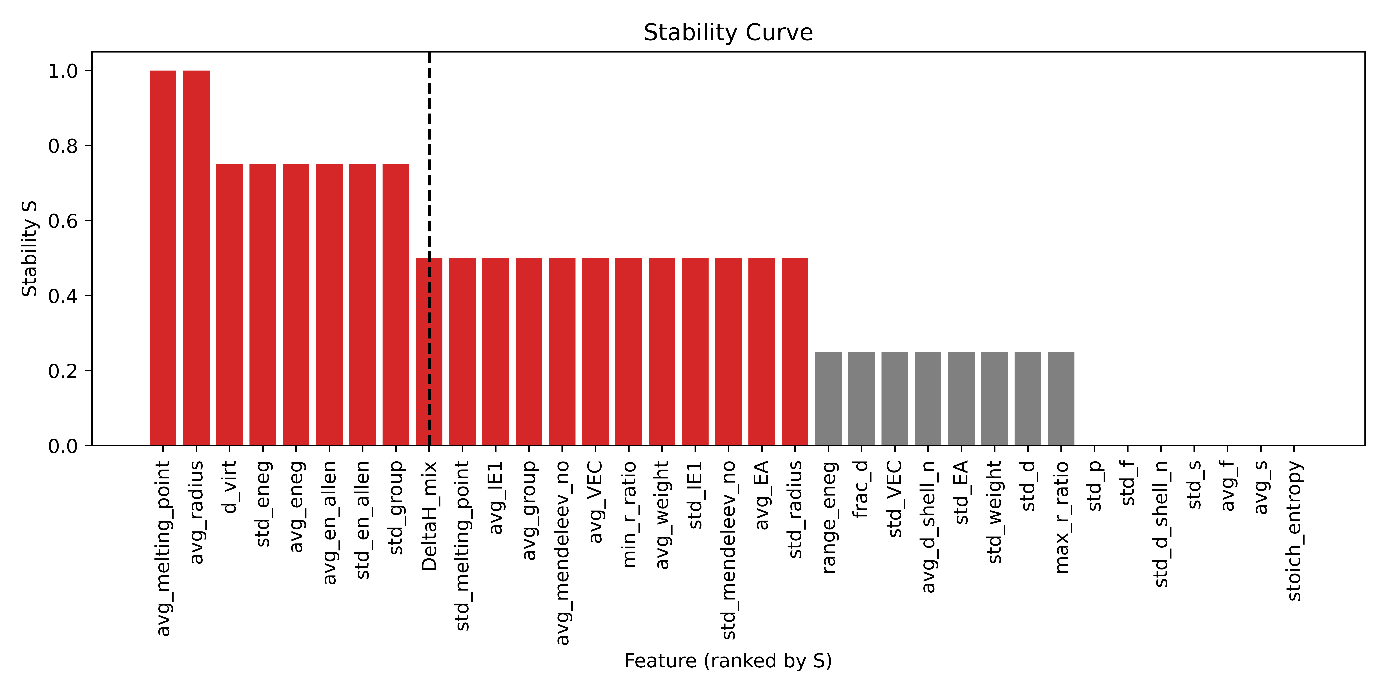 Stability Curve
Stability S
1.0
0.8
0.6
0.4
0.2
0.0
avg_melting_point
avg_radius
d_virt
std_eneg
avg_eneg
avg_en_allen
std_en_allen
std_group
DeltaH_mix
std_melting_point
avg_IE1
avg_group
avg_mendeleev_no
avg_VEC
min_r_ratio
avg_weight
std_IE1
std_mendeleev_no
avg_EA
std_radius
range_eneg
frac_d
std_VEC
avg_d_shell_n
std_EA
std_weight
std_d
max_r_ratio
std_p
std_f
std_d_shell_n
std_s
avg_f
avg_s
stoich_entropy
Feature (ranked by S)